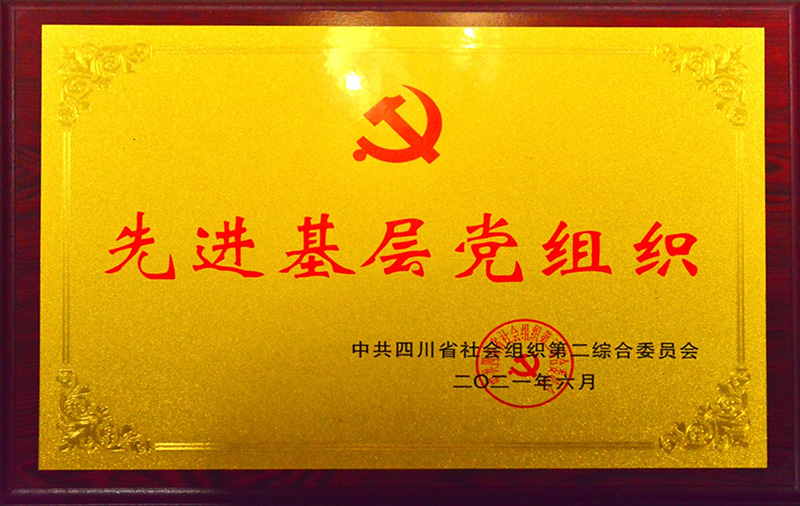 先进基层党组织
中共四川省社会组织第二综合委员会
二〇二一年六月